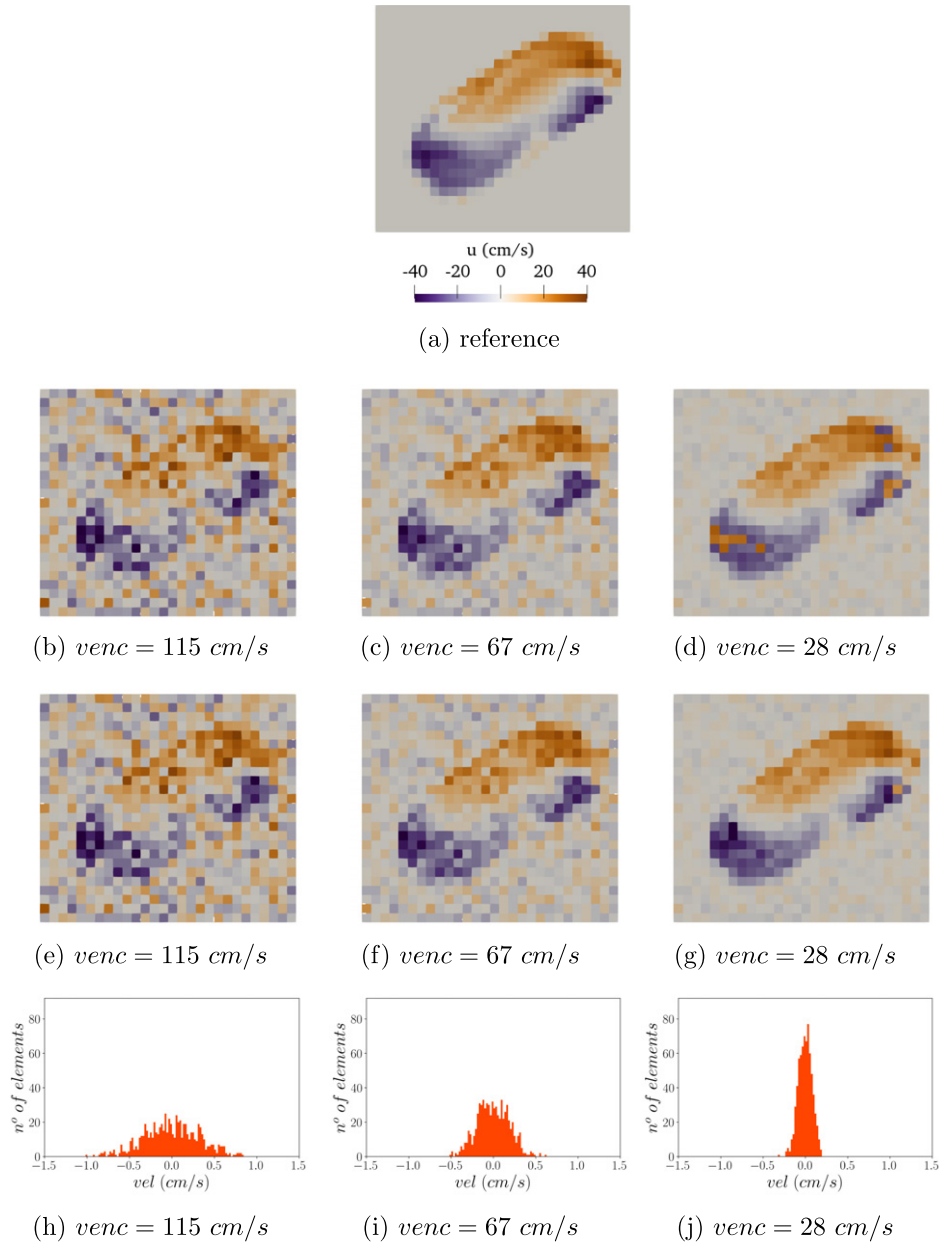 u (cm/s)
-40 -20 0 20 40
(a) reference
(b) venc = 115 cm/s
(c) venc = 67 cm/s
(d) venc = 28 cm/s
(e) venc = 115 cm/s
(f) venc = 67 cm/s
(g) venc = 28 cm/s
nº of elements
80
60
40
20
0
−1.5 −1.0 −0.5 0.0 0.5 1.0 1.5
vel (cm/s)
nº of elements
80
60
40
20
0
−1.5 −1.0 −0.5 0.0 0.5 1.0 1.5
vel (cm/s)
nº of elements
80
60
40
20
0
−1.5 −1.0 −0.5 0.0 0.5 1.0 1.5
vel (cm/s)
(h) venc = 115 cm/s
(i) venc = 67 cm/s
(j) venc = 28 cm/s